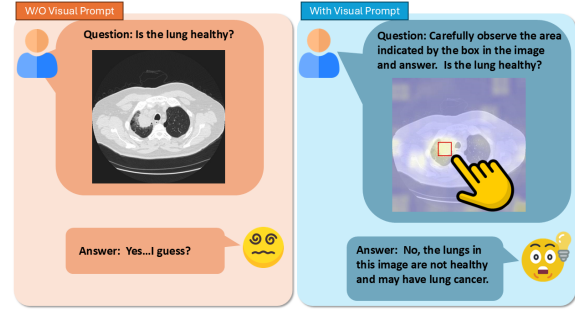 W/O Visual Prompt
Question: Is the lung healthy?
Answer: Yes...I guess?
With Visual Prompt
Question: Carefully observe the area
indicated by the box in the image
and answer. Is the lung healthy?
Answer: No, the lungs in
this image are not healthy
and may have lung cancer.